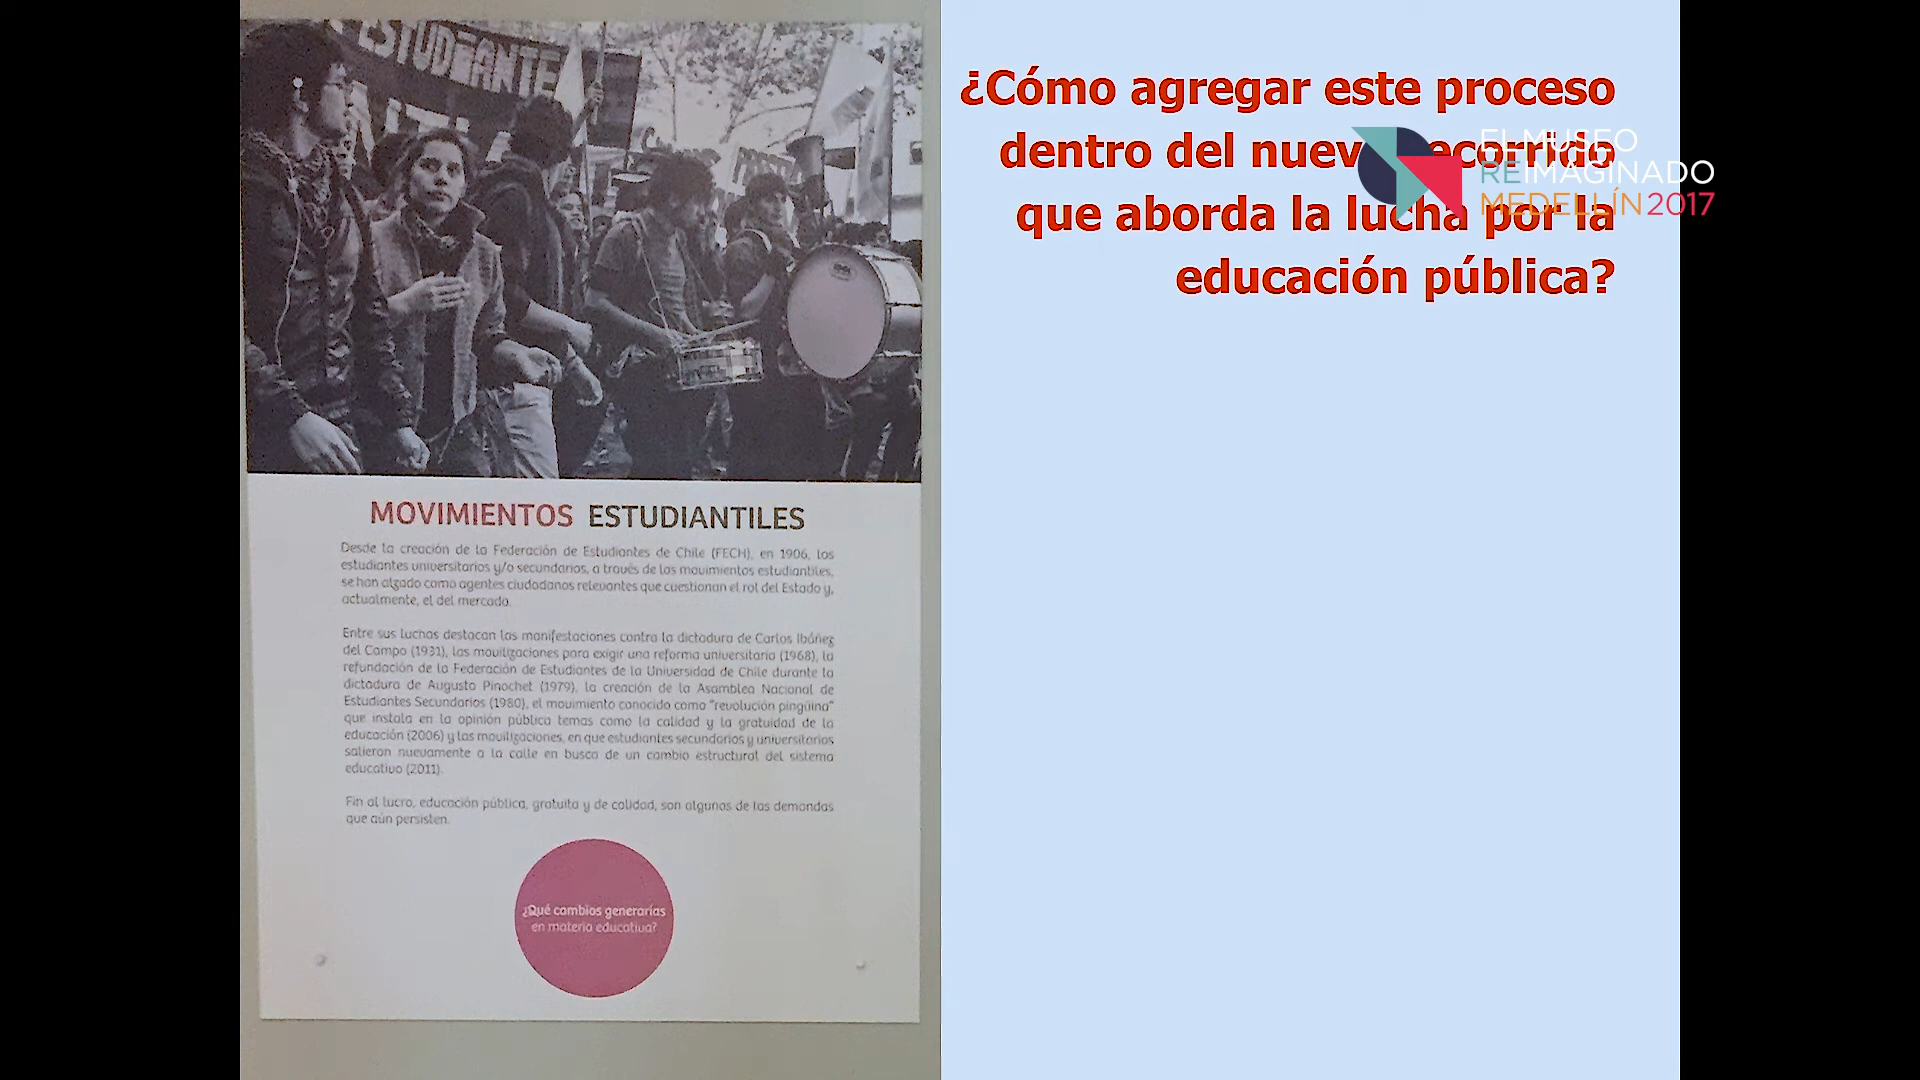 ESTUDIANTE
MOVIMIENTOS ESTUDIANTILES
Desde la creación de la Federación de Estudiantes de Chile (FECH), en 1906, los
estudiantes universitarios y/o secundarios, a través de los movimientos estudiantiles,
se han alzado como agentes ciudadanos relevantes que cuestionan el rol del Estado y,
actualmente, el del mercado.
Entre sus luchas destacan las manifestaciones contra la dictadura de Carlos Ibáñez
del Campo (1931), las movilizaciones para exigir una reforma universitaria (1968), la
refundación de la Federación de Estudiantes de la Universidad de Chile durante la
dictadura de Augusto Pinochet (1979), la creación de la Asamblea Nacional de
Estudiantes Secundarios (1980), el movimiento conocido como "revolución pingüina"
que instala en la opinión pública temas como la calidad y la gratuidad de la
educación (2006) y las movilizaciones, en que estudiantes secundarios y universitarios
salieron nuevamente a la calle en busca de un cambio estructural del sistema
educativo (2011).
Fin al lucro, educación pública, gratuita y de calidad, son algunas de las demandas
que aún persisten.
¿Qué cambios generarías
en materia educativa?
¿Cómo agregar este proceso
dentro del nuevo recorrido
que aborda la lucha por la
educación pública?
EL MUSEO
REIMAGINADO
MEDELLÍN 2017